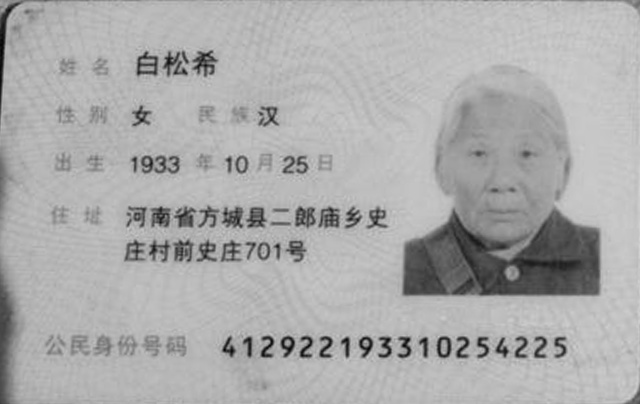 姓名 白松希
性别 女 民族 汉
出生 1933 年 10 月 25 日
住址 河南省方城县二郎庙乡史
庄村前史庄701号
公民身份号码 412922193310254225